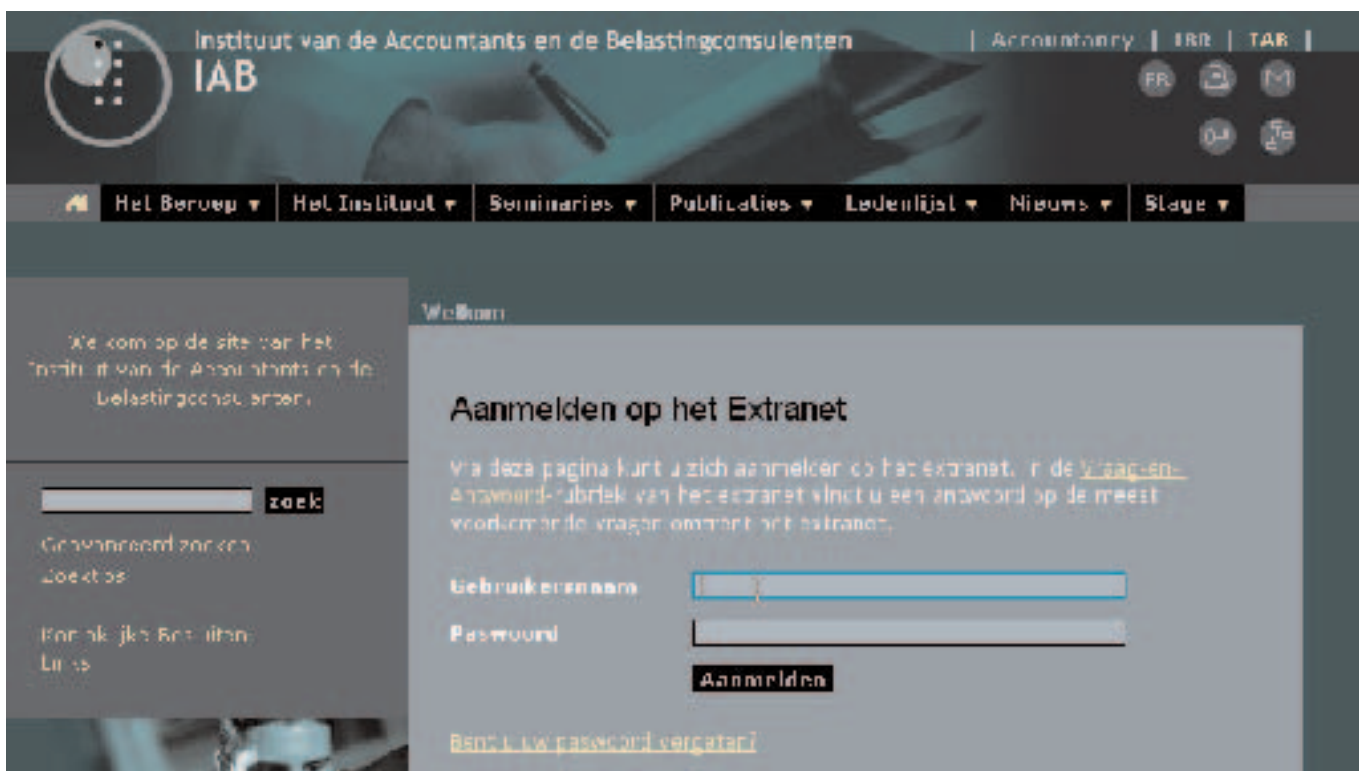 Instituut van de Accountants en de Belastingconsulenten
IAB
| Accountancy | IBR | IAB |
FR
Het Beroep ▾ Het Instituut ▾ Seminaries ▾ Publicaties ▾ Ledenlijst ▾ Nieuws ▾ Stage ▾
Welkom op de site van het
Instituut van de Accountants en de
Belastingconsulenten.
zoek
Geavanceerd zoeken
Zoektips
Koninklijke Besluiten
Links
Welkom
Aanmelden op het Extranet
Via deze pagina kunt u zich aanmelden op het extranet. In de Vraag-en-
Antwoord-rubriek van het extranet vindt u een antwoord op de meest
voorkomende vragen omtrent het extranet.
Gebruikersnaam
Paswoord
Aanmelden
Bent u uw paswoord vergeten?